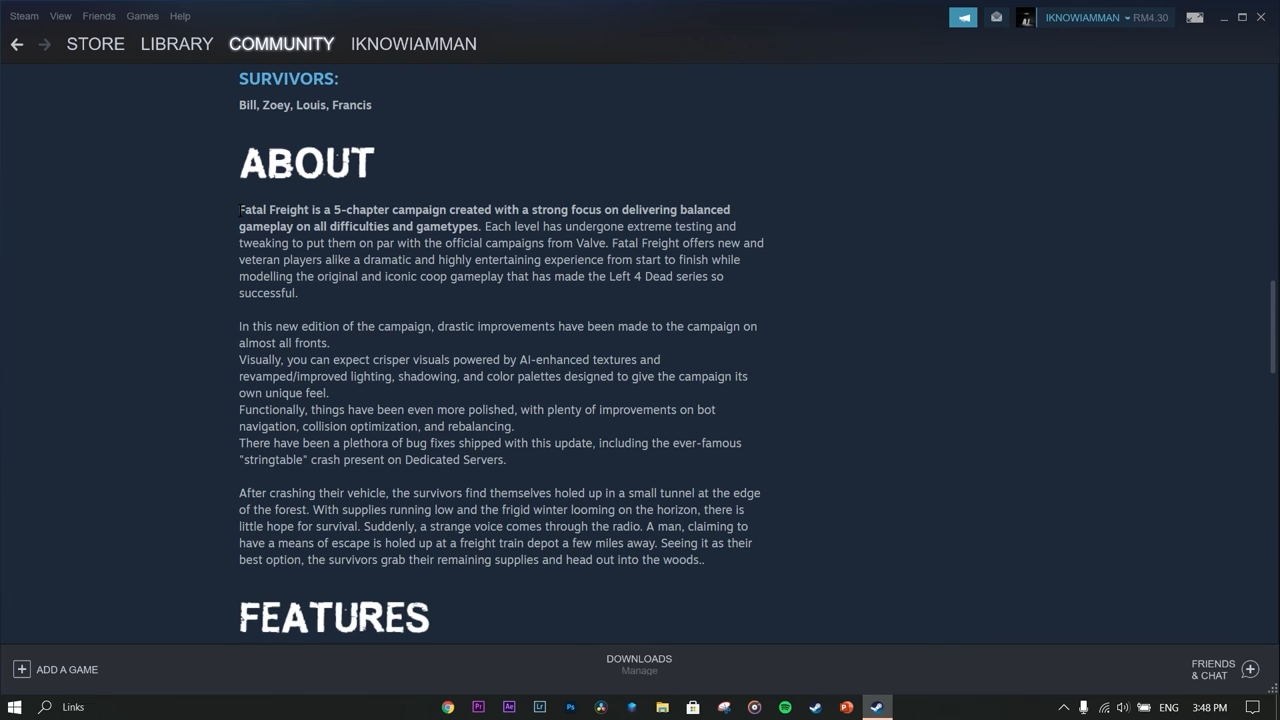 Steam View Friends Games Help
IKNOWIAMMAN RM4.30
STORE LIBRARY COMMUNITY IKNOWIAMMAN
SURVIVORS:
Bill, Zoey, Louis, Francis
ABOUT
Fatal Freight is a 5-chapter campaign created with a strong focus on delivering balanced
gameplay on all difficulties and gametypes. Each level has undergone extreme testing and
tweaking to put them on par with the official campaigns from Valve. Fatal Freight offers new and
veteran players alike a dramatic and highly entertaining experience from start to finish while
modelling the original and iconic coop gameplay that has made the Left 4 Dead series so
successful.
In this new edition of the campaign, drastic improvements have been made to the campaign on
almost all fronts.
Visually, you can expect crisper visuals powered by AI-enhanced textures and
revamped/improved lighting, shadowing, and color palettes designed to give the campaign its
own unique feel.
Functionally, things have been even more polished, with plenty of improvements on bot
navigation, collision optimization, and rebalancing.
There have been a plethora of bug fixes shipped with this update, including the ever-famous
"stringtable" crash present on Dedicated Servers.
After crashing their vehicle, the survivors find themselves holed up in a small tunnel at the edge
of the forest. With supplies running low and the frigid winter looming on the horizon, there is
little hope for survival. Suddenly, a strange voice comes through the radio. A man, claiming to
have a means of escape is holed up at a freight train depot a few miles away. Seeing it as their
best option, the survivors grab their remaining supplies and head out into the woods..
FEATURES
ADD A GAME
DOWNLOADS
Manage
FRIENDS
& CHAT
Links
Pr Ae Lr Ps
ENG 3:48 PM